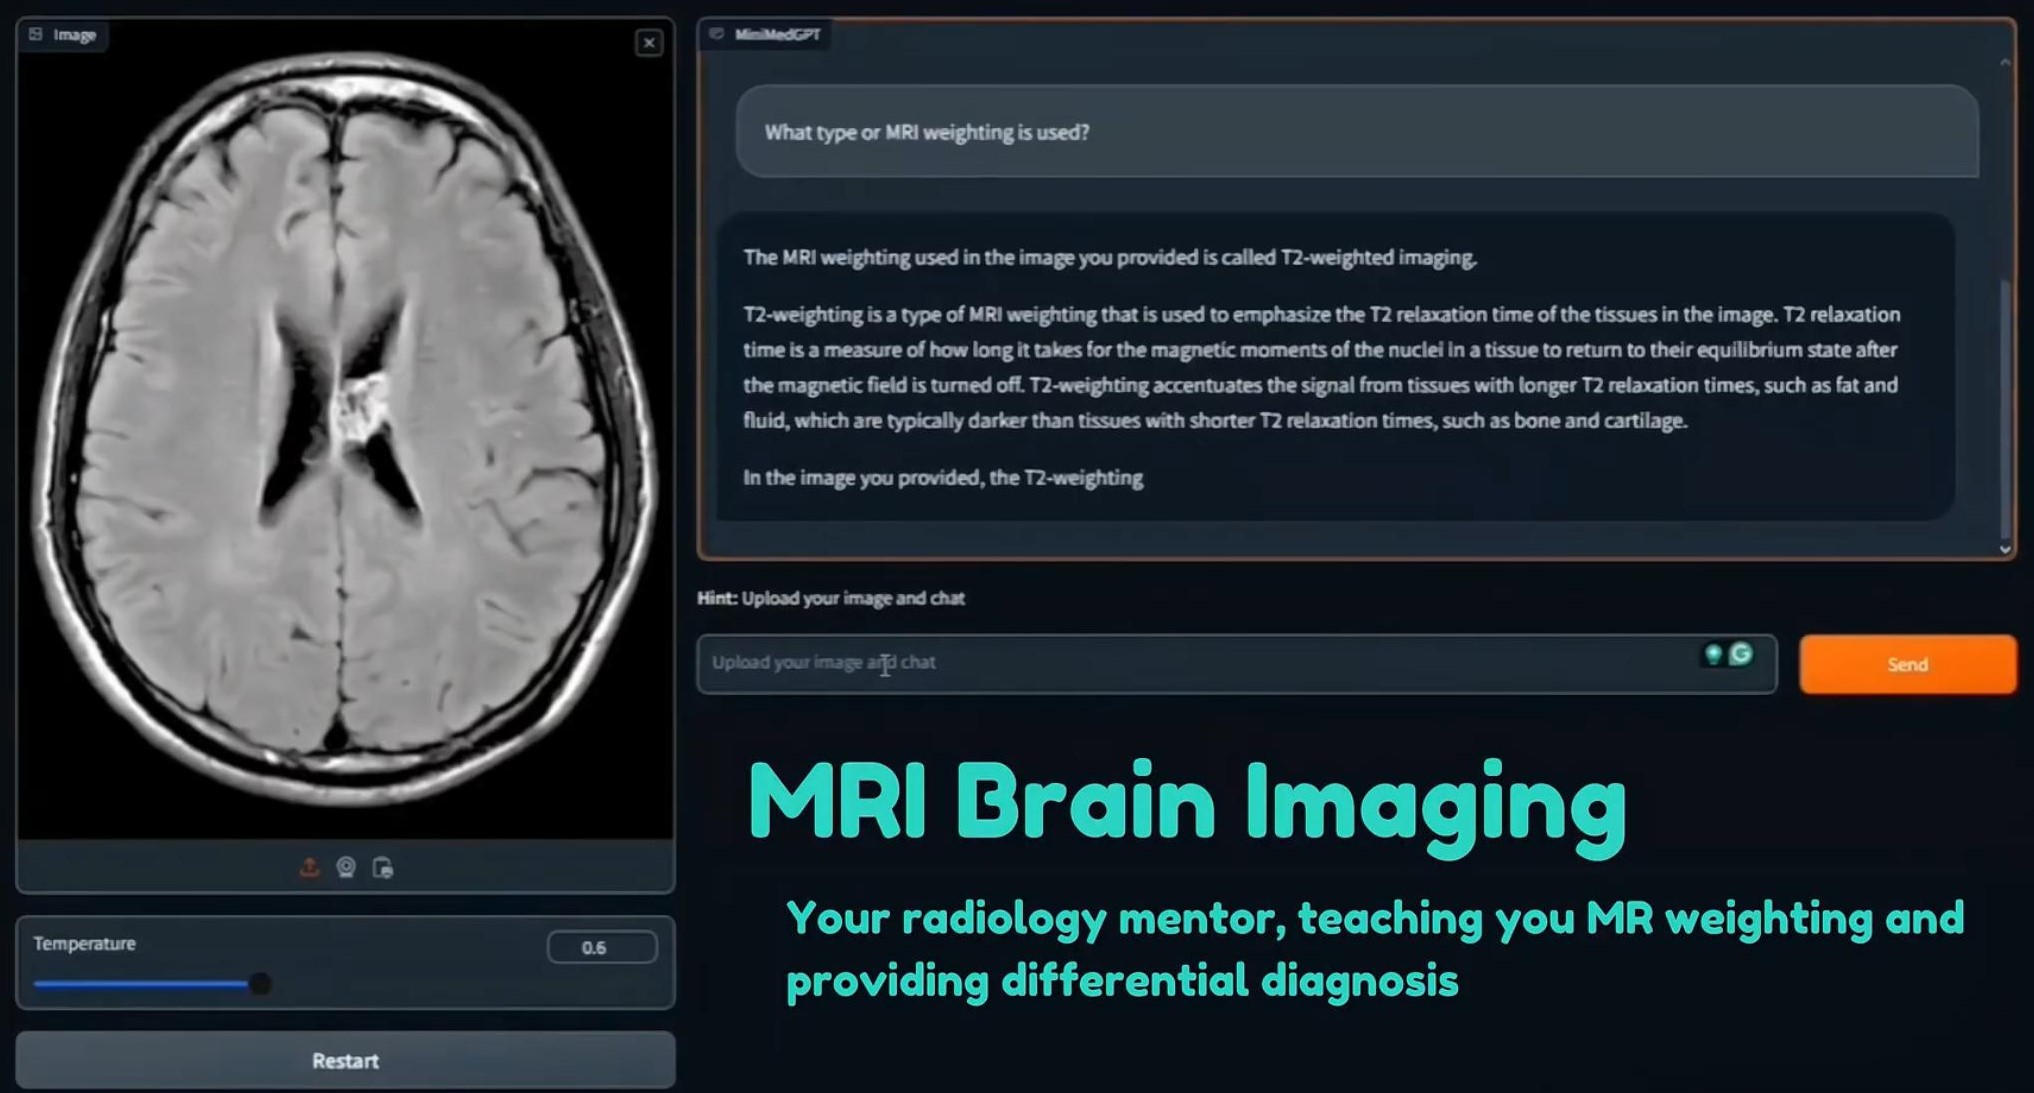 Image
MiniMedGPT
What type or MRI weighting is used?
The MRI weighting used in the image you provided is called T2-weighted imaging.
T2-weighting is a type of MRI weighting that is used to emphasize the T2 relaxation time of the tissues in the image. T2 relaxation
time is a measure of how long it takes for the magnetic moments of the nuclei in a tissue to return to their equilibrium state after
the magnetic field is turned off. T2-weighting accentuates the signal from tissues with longer T2 relaxation times, such as fat and
fluid, which are typically darker than tissues with shorter T2 relaxation times, such as bone and cartilage.
In the image you provided, the T2-weighting
Hint: Upload your image and chat
Upload your image and chat
Send
MRI Brain Imaging
Your radiology mentor, teaching you MR weighting and
providing differential diagnosis
Temperature
0.6
Restart